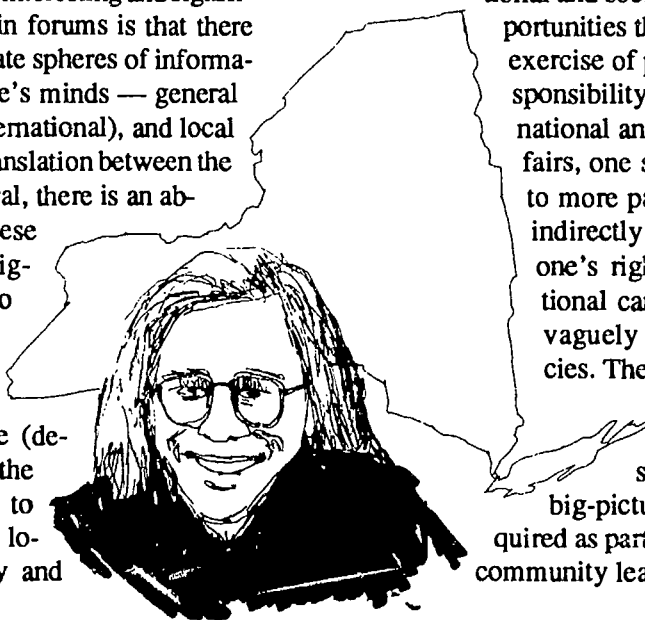 in forums is that there
ate spheres of informa-
e's minds — general
ernational), and local
anslation between the
al, there is an ab-
ese
ig-
o
e (de-
the
to
lo-
y and
portunities th
exercise of p
sponsibility
national an
fairs, one s
to more pa
indirectly
one's righ
tional ca
vaguely
cies. The
s
big-pictu
quired as part
community lea